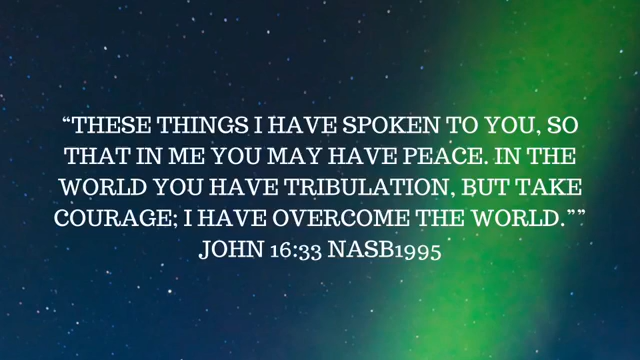 “THESE THINGS I HAVE SPOKEN TO YOU, SO
THAT IN ME YOU MAY HAVE PEACE. IN THE
WORLD YOU HAVE TRIBULATION, BUT TAKE
COURAGE; I HAVE OVERCOME THE WORLD.””
JOHN 16:33 NASB1995